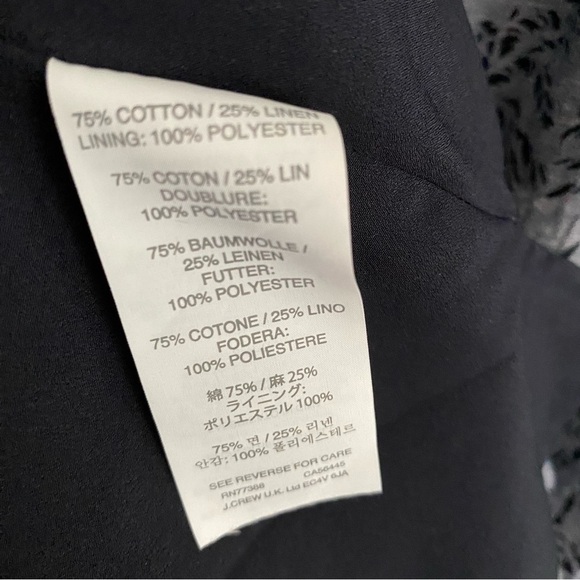 75% COTTON / 25% LINEN
LINING: 100% POLYESTER
75% COTON / 25% LIN
DOUBLURE:
100% POLYESTER
75% BAUMWOLLE /
25% LEINEN
FUTTER:
100% POLYESTER
75% COTONE / 25% LINO
FODERA:
100% POLIESTERE
綿 75% / 麻 25%
ライニング:
ポリエステル 100%
75% 면 / 25% 리넨
안감: 100% 폴리에스테르
SEE REVERSE FOR CARE
RN77388 CA56445
J.CREW U.K. Ltd EC4V 6JA